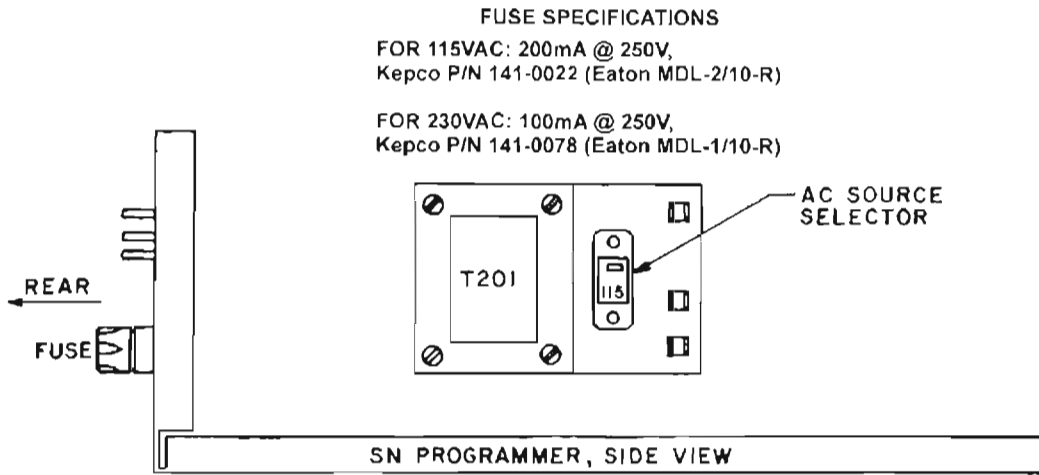 FUSE SPECIFICATIONS
FOR 115VAC: 200mA @ 250V,
Kepco P/N 141-0022 (Eaton MDL-2/10-R)
FOR 230VAC: 100mA @ 250V,
Kepco P/N 141-0078 (Eaton MDL-1/10-R)
AC SOURCE
SELECTOR
T201
115
REAR
FUSE
SN PROGRAMMER, SIDE VIEW